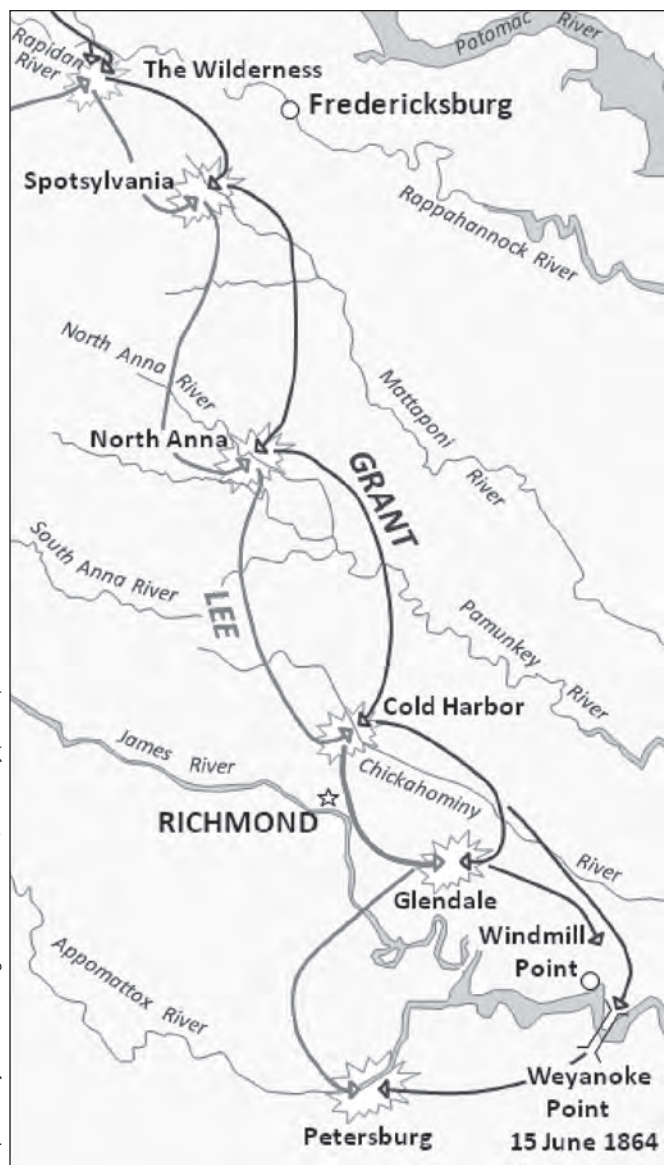 Potomac River
Rapidan
River
The Wilderness
Fredericksburg
Spotsylvania
Rappahannock River
North Anna River
Mattaponi River
North Anna
GRANT
South Anna River
LEE
Pamunkey River
Cold Harbor
James River
Chickahominy River
RICHMOND
Glendale
Windmill
Point
Appomattox River
Weyanoke
Point
Petersburg
15 June 1864